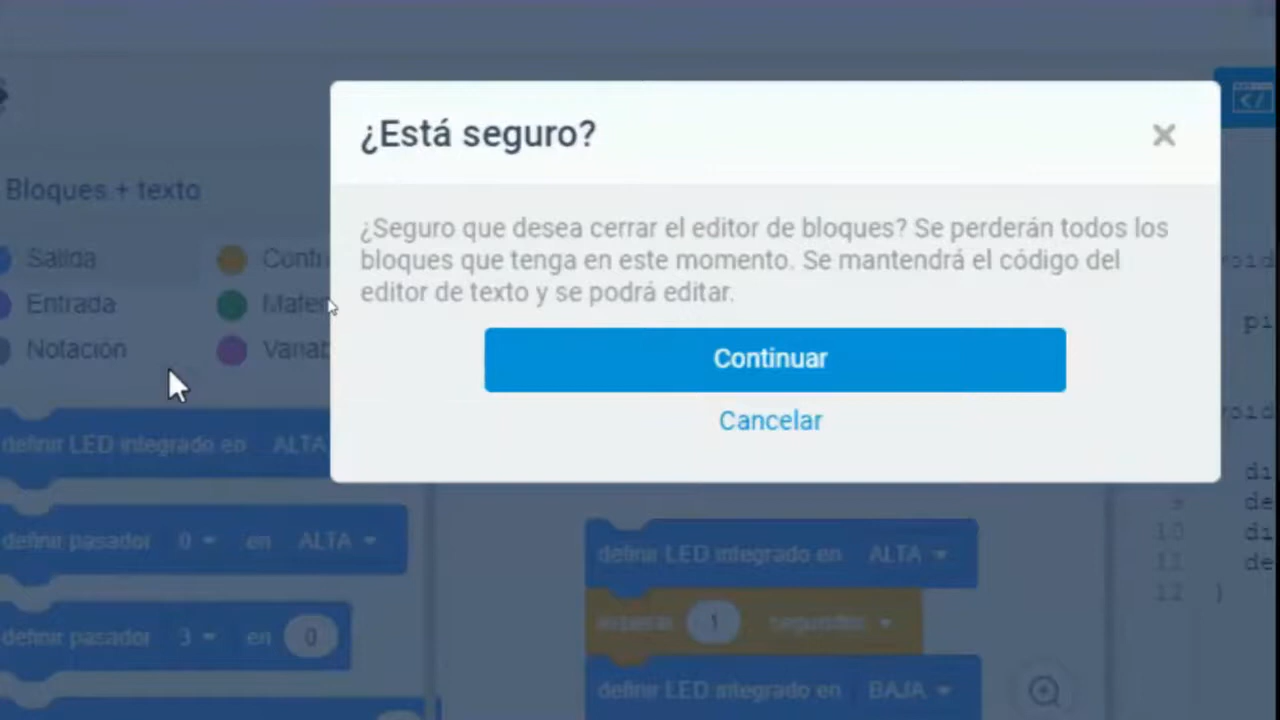 ¿Está seguro?
¿Seguro que desea cerrar el editor de bloques? Se perderán todos los
bloques que tenga en este momento. Se mantendrá el código del
editor de texto y se podrá editar.
Continuar
Cancelar
Bloques + texto
Salida
Entrada
Notación
definir LED integrado en ALTA
definir pasador 0 en ALTA
definir pasador 3 en 0
definir LED integrado en ALTA
esperar 1 segundos
definir LED integrado en BAJA
10
11
12 }